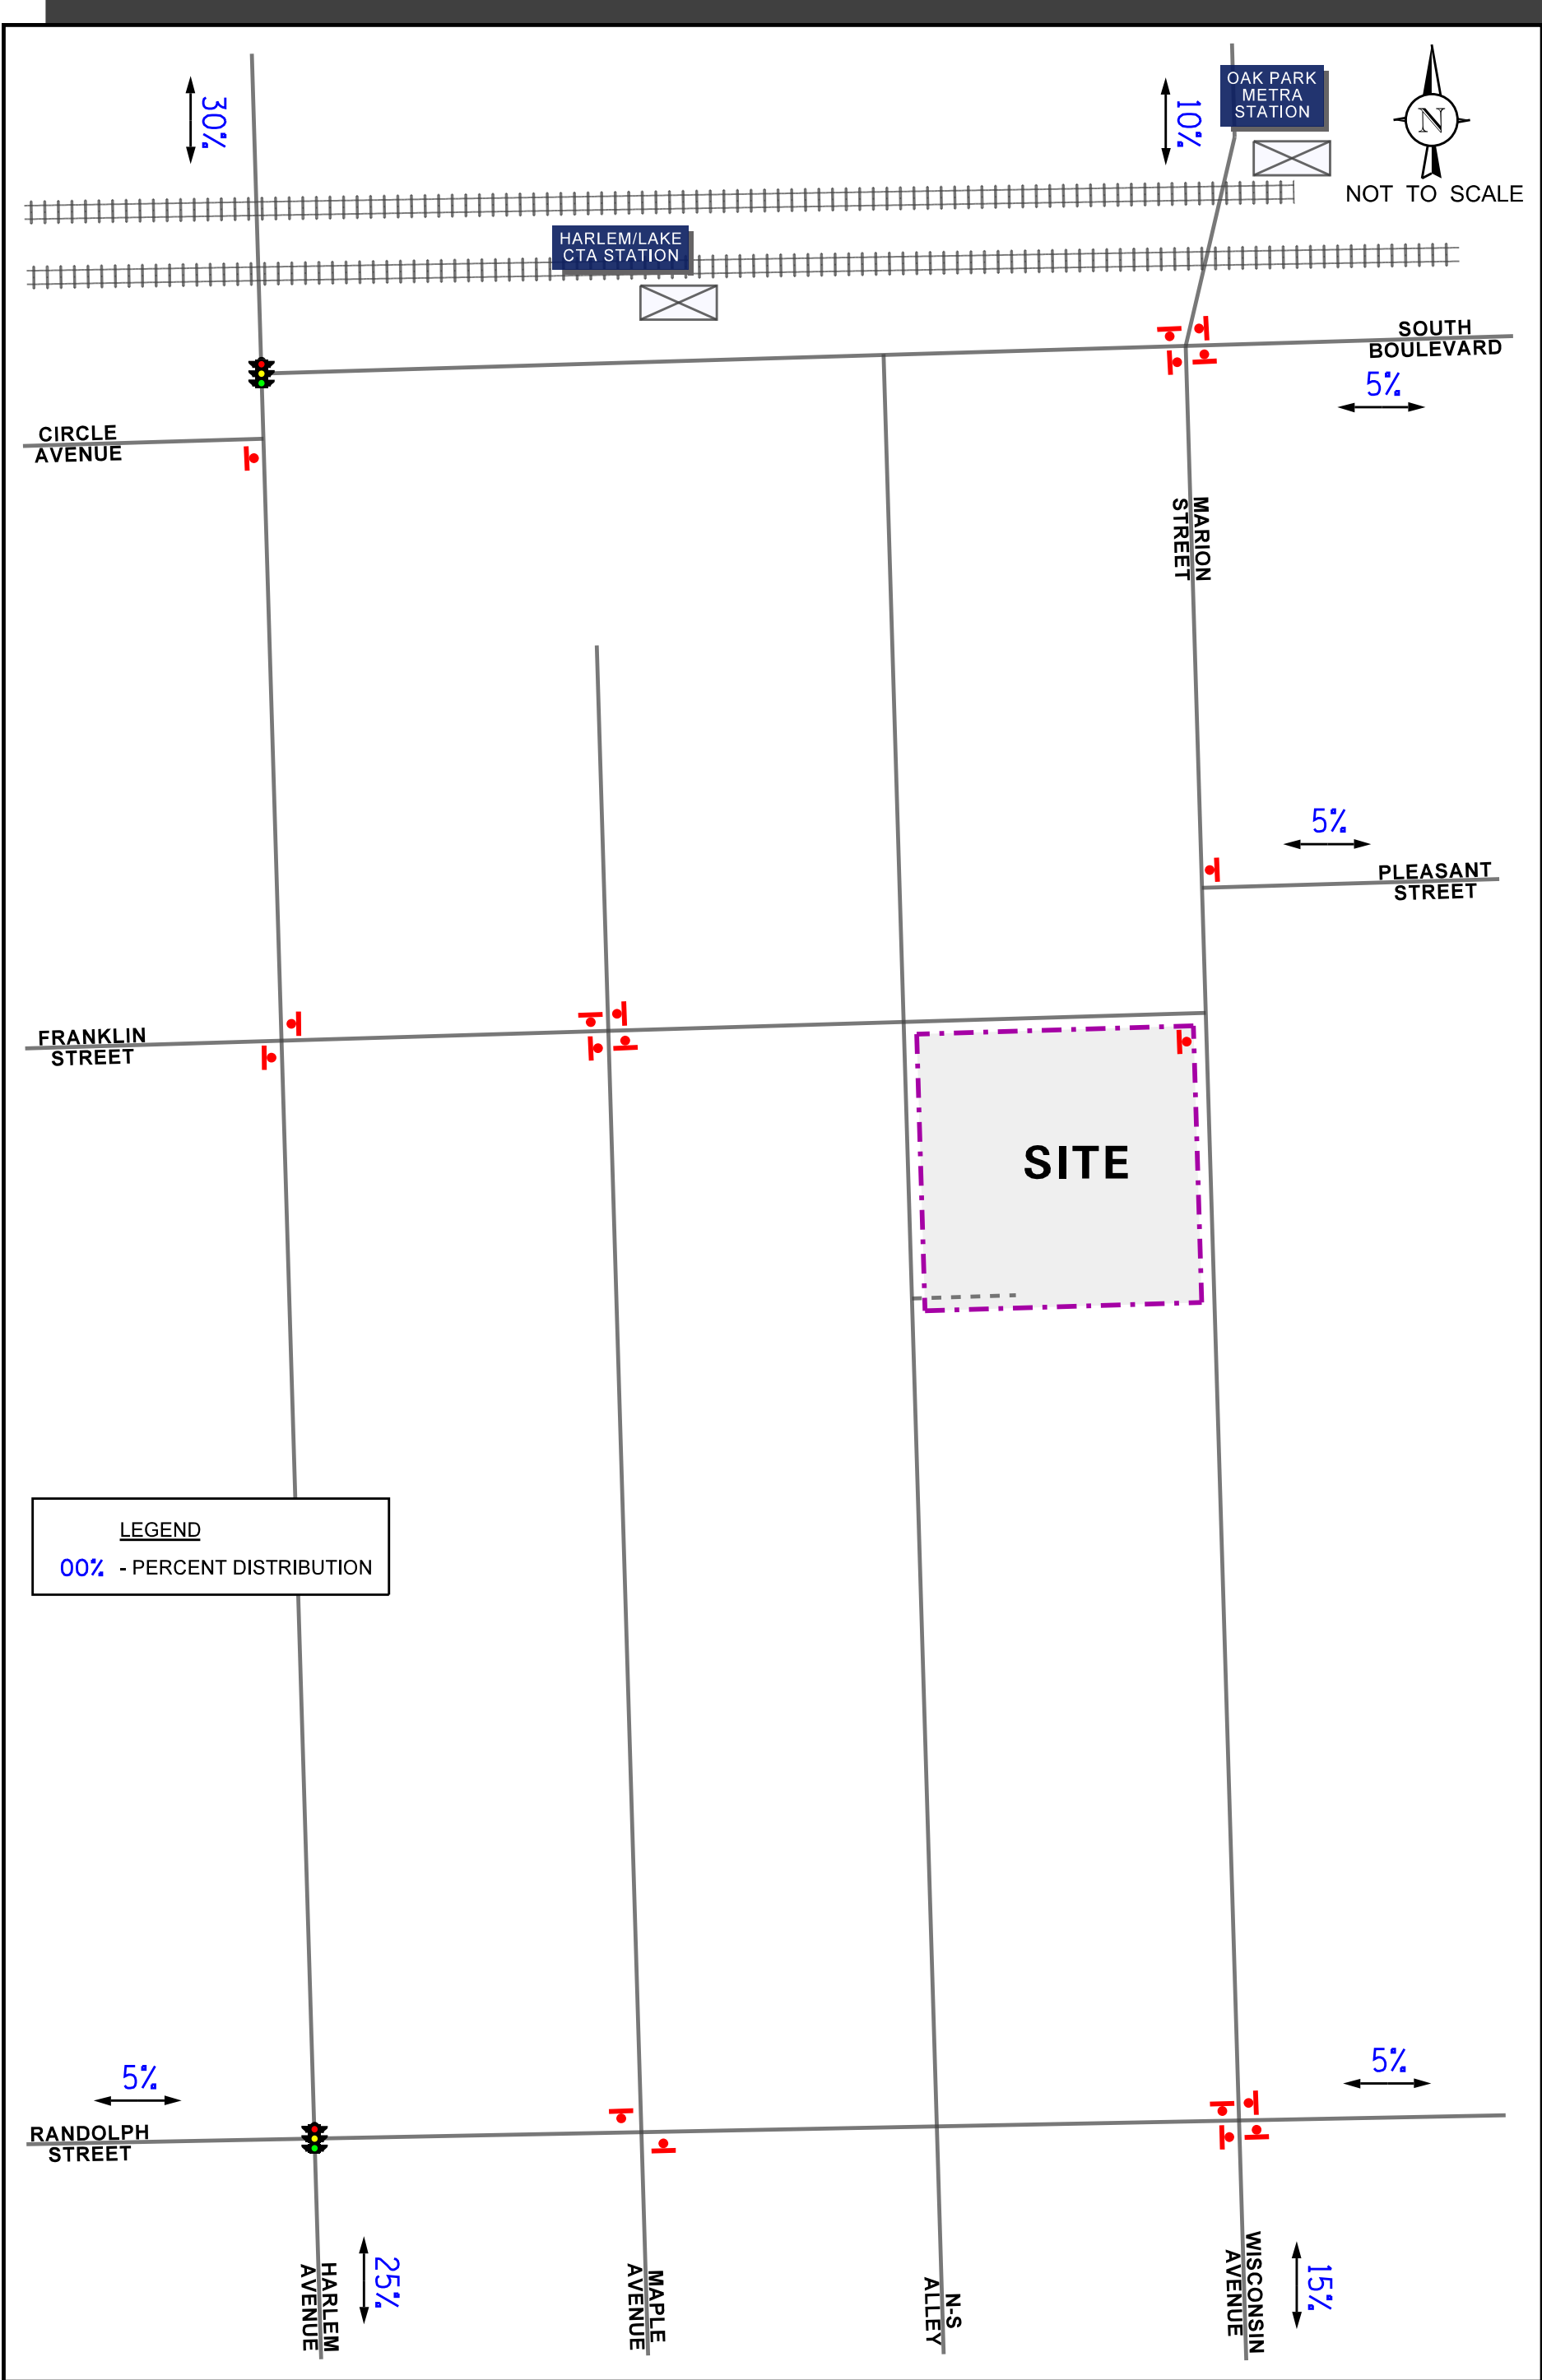 30%
10%
OAK PARK
METRA
STATION
N
NOT TO SCALE
HARLEM/LAKE
CTA STATION
SOUTH
BOULEVARD
5%
CIRCLE
AVENUE
MARION
STREET
5%
PLEASANT
STREET
FRANKLIN
STREET
SITE
LEGEND
00% - PERCENT DISTRIBUTION
5%
RANDOLPH
STREET
5%
HARLEM
AVENUE
25%
MAPLE
AVENUE
N-S
ALLEY
WISCONSIN
AVENUE
15%